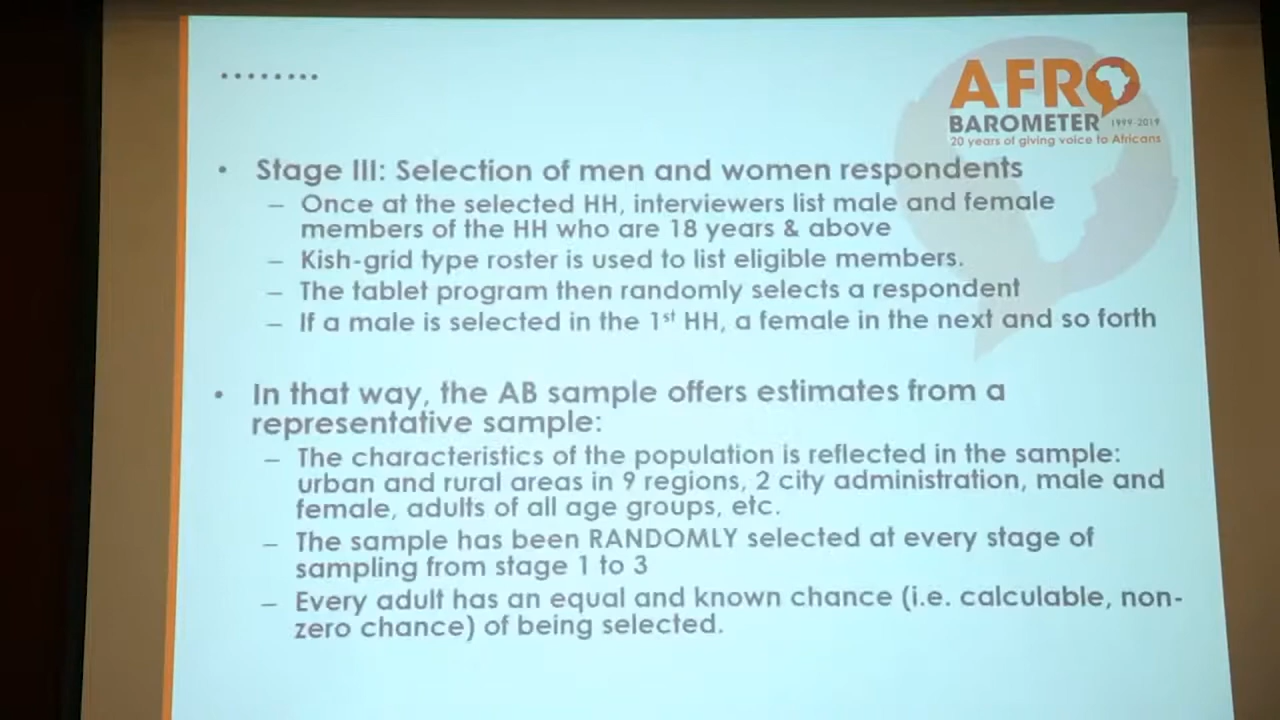 ........
AFRO
BAROMETER 1999-2019
20 years of giving voice to Africans
• Stage III: Selection of men and women respondents
– Once at the selected HH, interviewers list male and female
members of the HH who are 18 years & above
– Kish-grid type roster is used to list eligible members.
– The tablet program then randomly selects a respondent
– If a male is selected in the 1st HH, a female in the next and so forth
• In that way, the AB sample offers estimates from a
representative sample:
– The characteristics of the population is reflected in the sample:
urban and rural areas in 9 regions, 2 city administration, male and
female, adults of all age groups, etc.
– The sample has been RANDOMLY selected at every stage of
sampling from stage 1 to 3
– Every adult has an equal and known chance (i.e. calculable, non-
zero chance) of being selected.